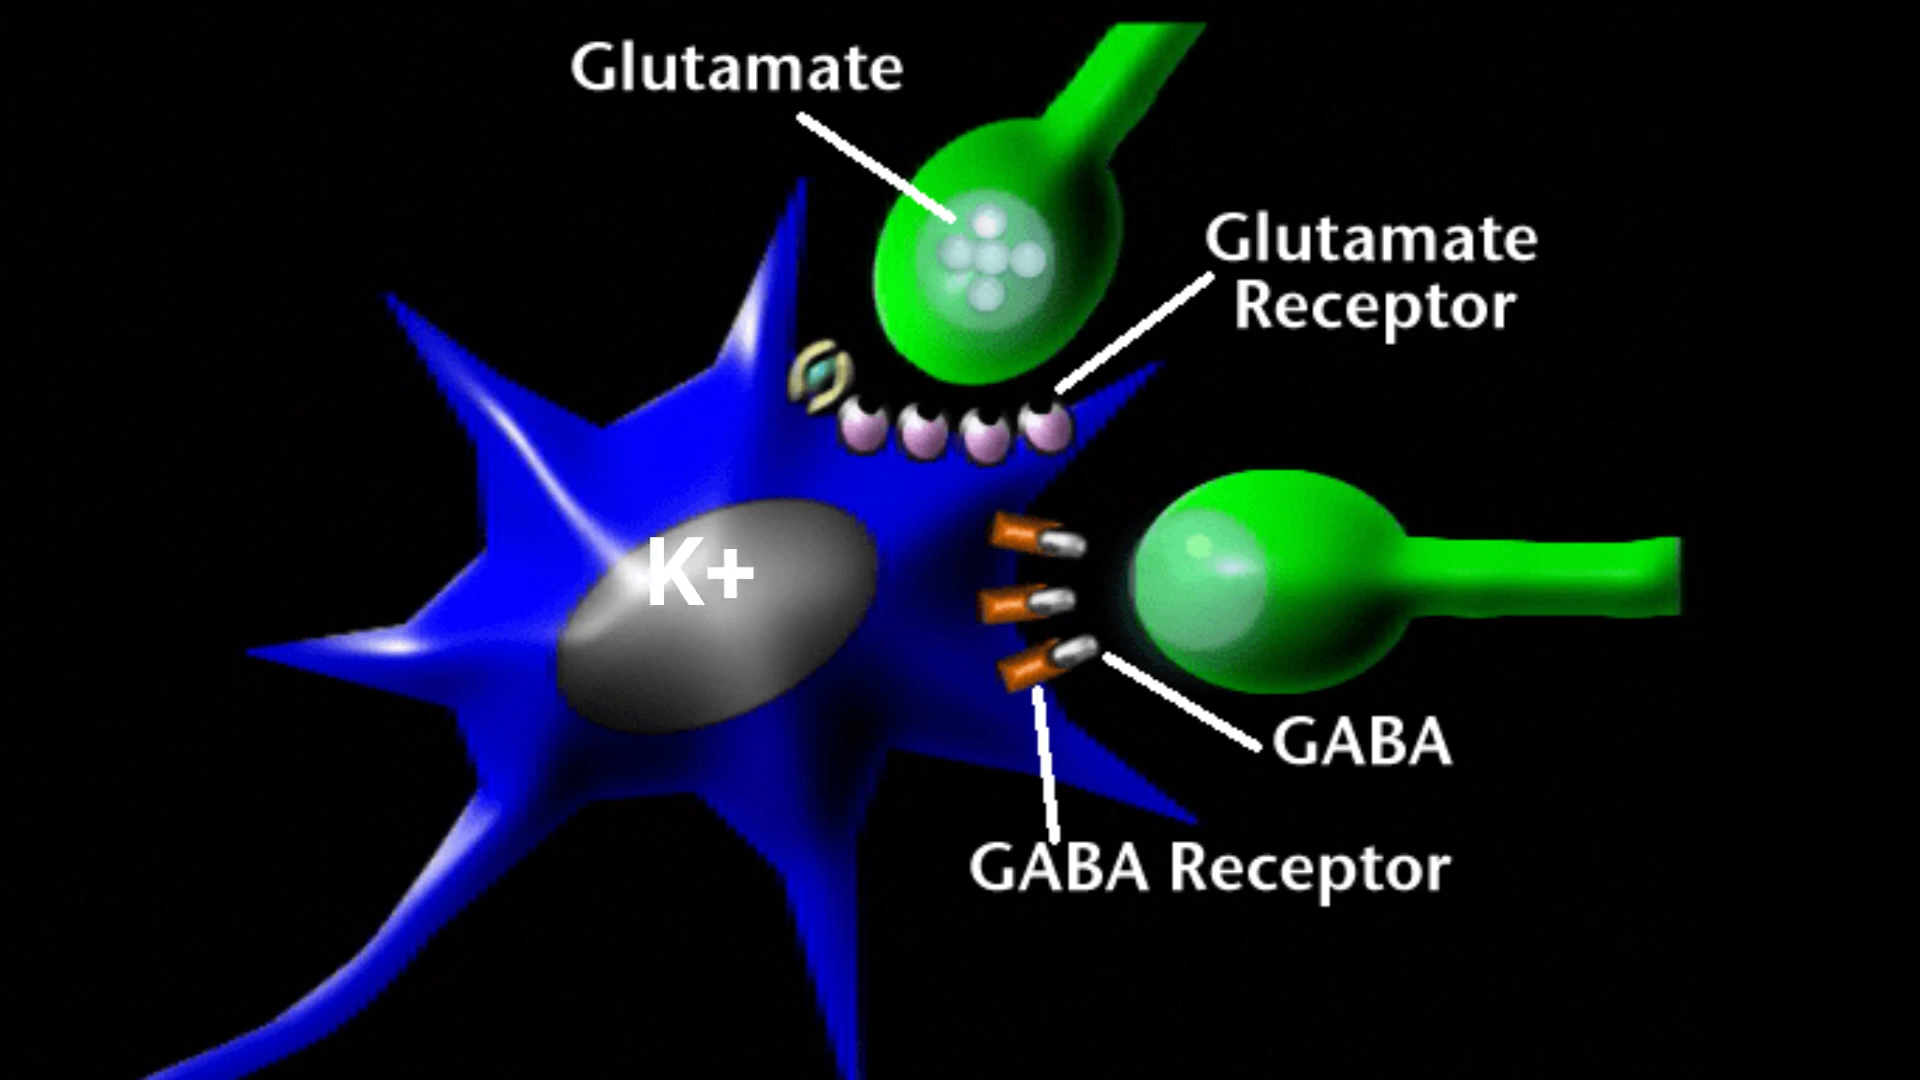 Glutamate
Glutamate
Receptor
K+
GABA
GABA Receptor